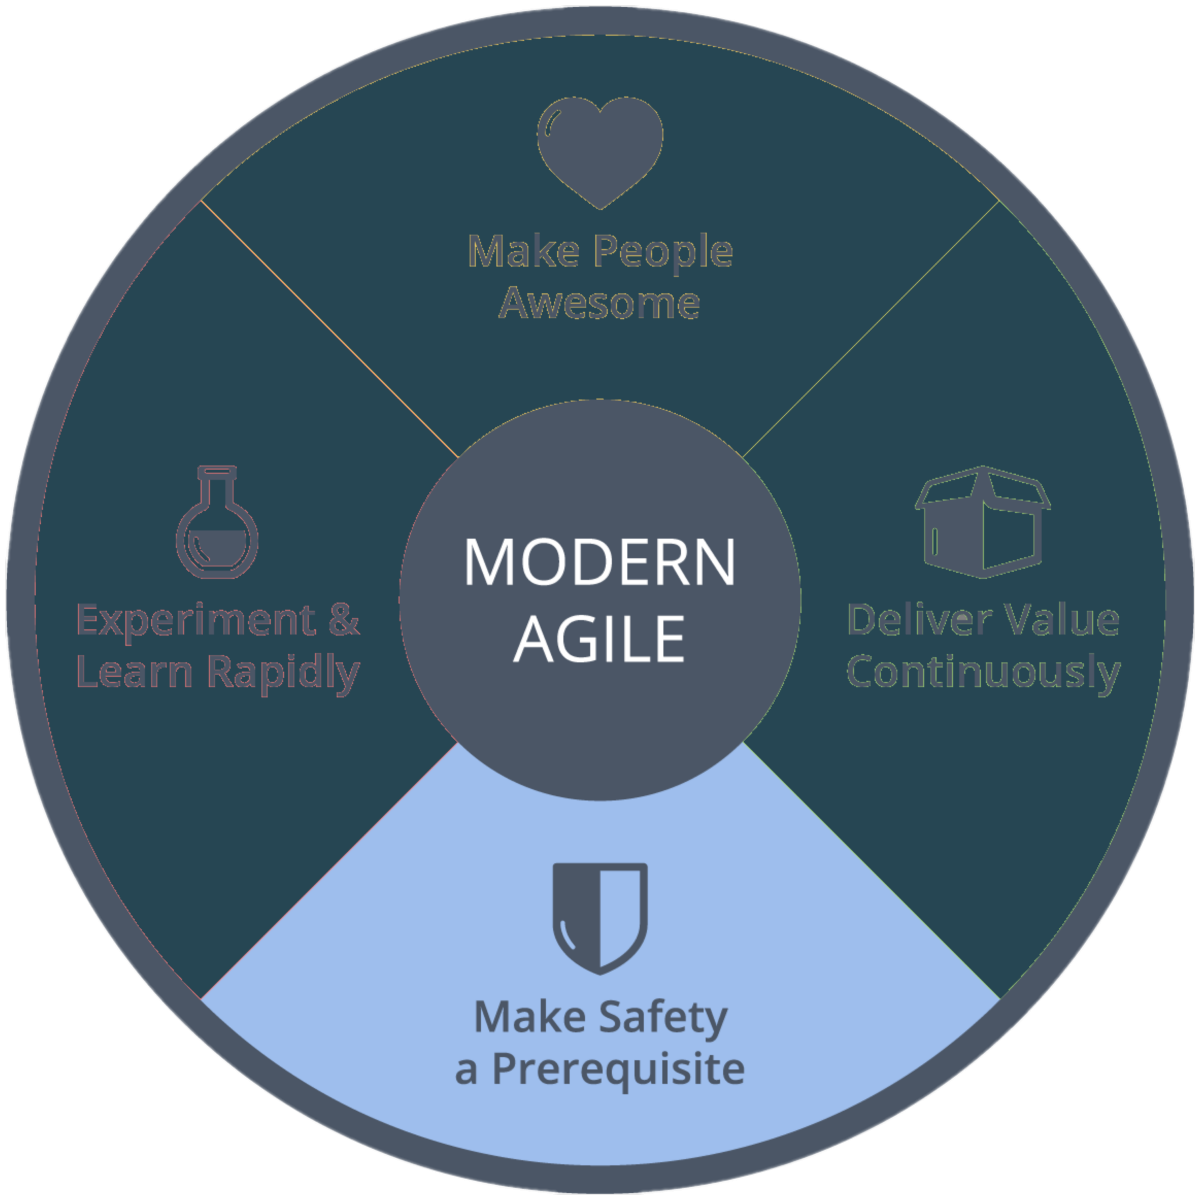 Make People
Awesome
Experiment &
Learn Rapidly
MODERN
AGILE
Deliver Value
Continuously
Make Safety
a Prerequisite